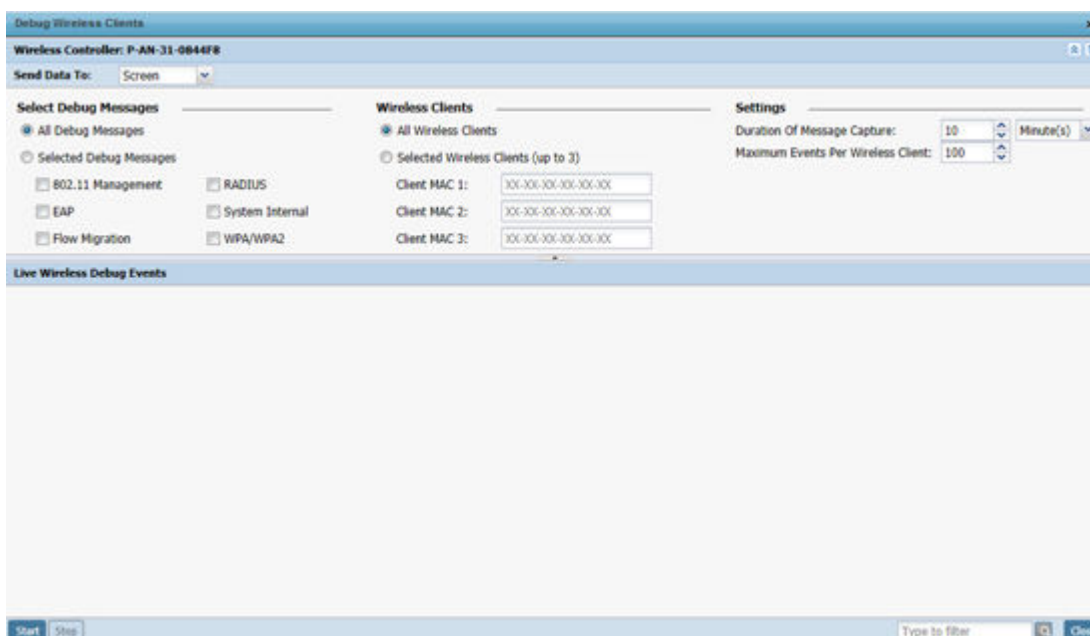 Debug Wireless Clients
Wireless Controller: P-AN-31-0844F8
Send Data To: Screen
Select Debug Messages
All Debug Messages
Selected Debug Messages
802.11 Management RADIUS
EAP System Internal
Flow Migration WPA/WPA2
Wireless Clients
All Wireless Clients
Selected Wireless Clients (up to 3)
Client MAC 1: XX-XX-XX-XX-XX-XX
Client MAC 2: XX-XX-XX-XX-XX-XX
Client MAC 3: XX-XX-XX-XX-XX-XX
Settings
Duration Of Message Capture: 10 Minute(s)
Maximum Events Per Wireless Client: 100
Live Wireless Debug Events
Start Stop Type to filter